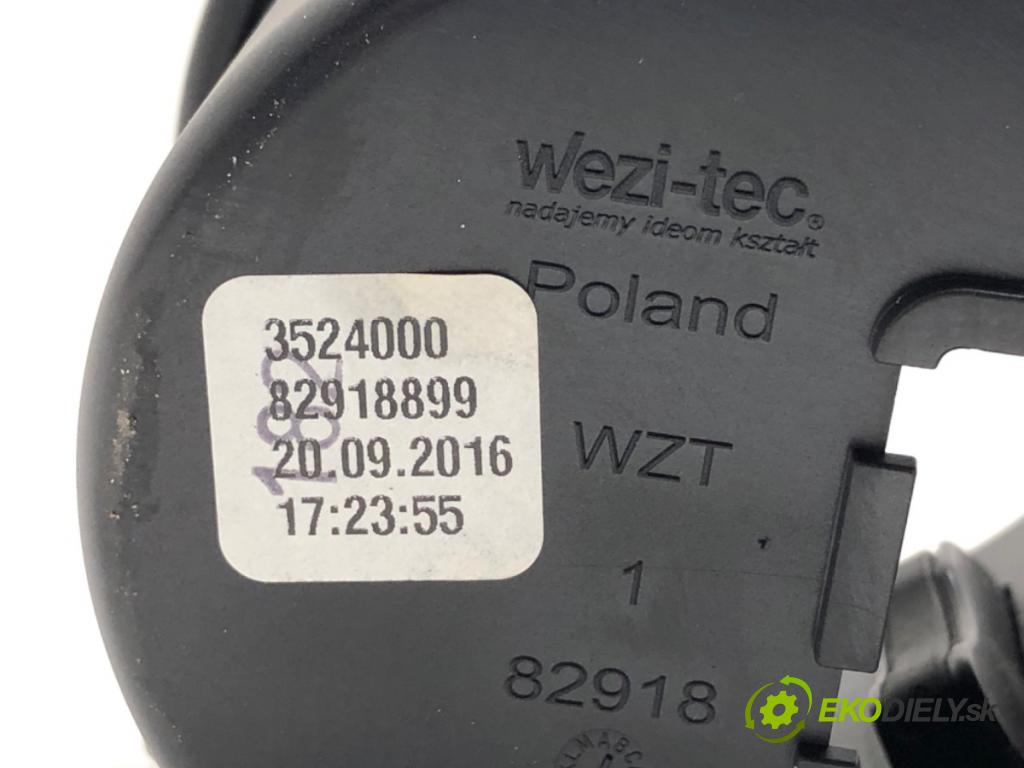 wezi-tec®
nadajemy ideom kształt
Poland
3524000
82918899
20.09.2016
17:23:55
182
WZT
1
82918
EKODIELY.sk